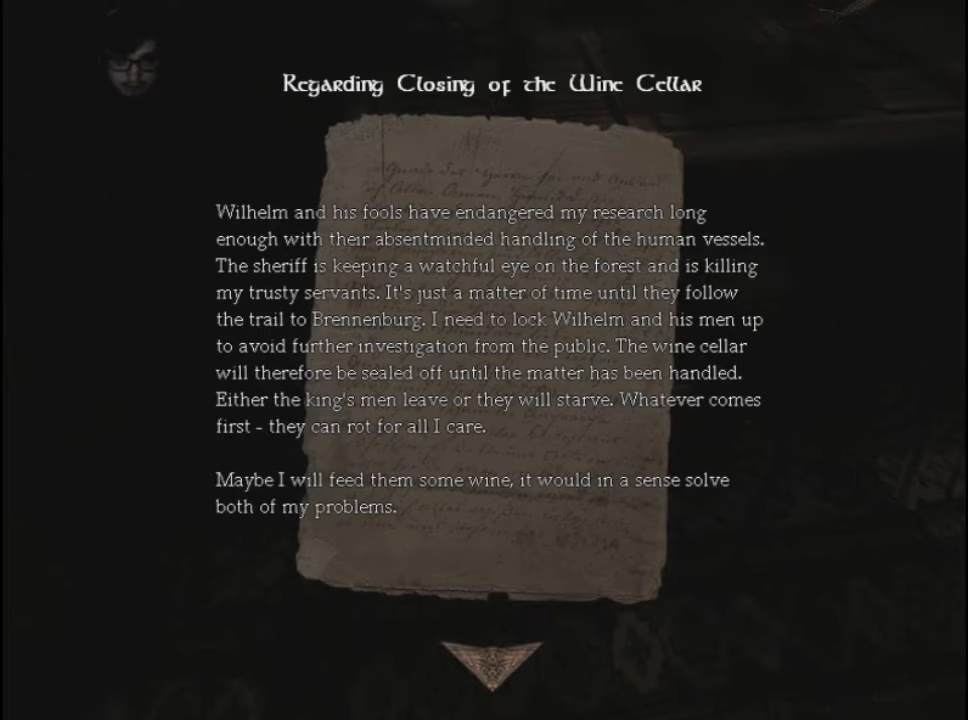 Regarding Closing of the Wine Cellar
Wilhelm and his fools have endangered my research long
enough with their absentminded handling of the human vessels.
The sheriff is keeping a watchful eye on the forest and is killing
my trusty servants. It's just a matter of time until they follow
the trail to Brennenburg. I need to lock Wilhelm and his men up
to avoid further investigation from the public. The wine cellar
will therefore be sealed off until the matter has been handled.
Either the king's men leave or they will starve. Whatever comes
first - they can rot for all I care.
Maybe I will feed them some wine, it would in a sense solve
both of my problems.